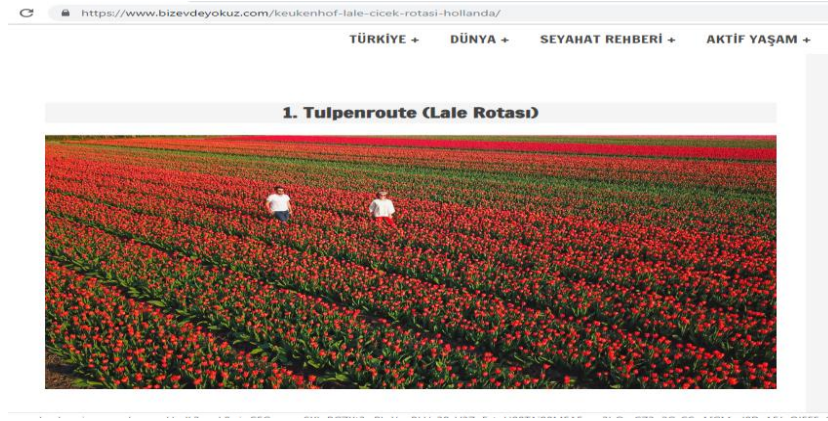 https://www.bizevdeyokuz.com/keukenhof-lale-cicek-rotasi-hollanda/
TÜRKİYE + DÜNYA + SEYAHAT REHBERİ + AKTİF YAŞAM +
1. Tulpenroute (Lale Rotası)